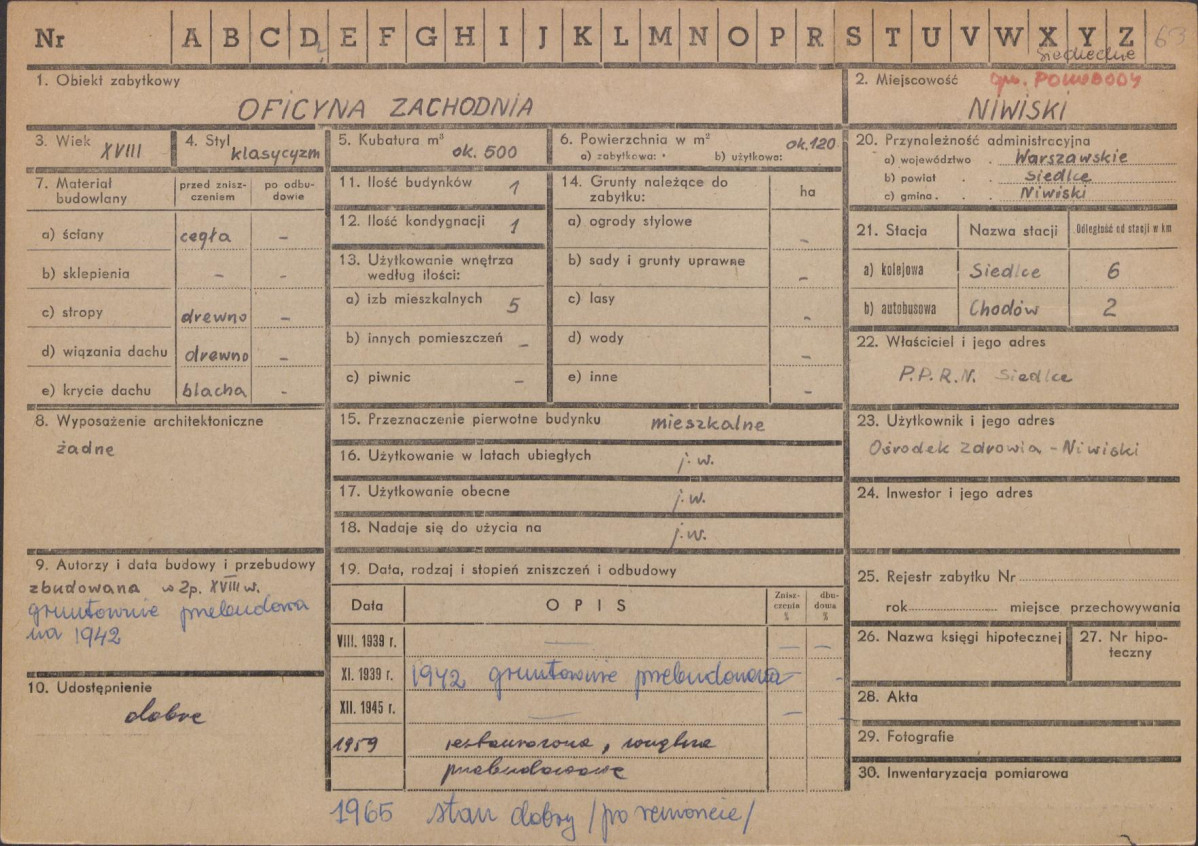 Nr A B C D E F G H I J K L M N O P R S T U V W X Y Z 63
siedleckie
1. Obiekt zabytkowy
OFICYNA ZACHODNIA
2. Miejscowość
NIWISKI
3. Wiek XVIII
4. Styl klasycyzm
5. Kubatura m³ ok. 500
6. Powierzchnia w m² ok. 120
a) zabytkowa: b) użytkowa:
7. Materiał budowlany
przed zniszczeniem
po odbudowie
a) ściany cegła –
b) sklepienia – –
c) stropy drewno –
d) wiązania dachu drewno –
e) krycie dachu blacha –
8. Wyposażenie architektoniczne
żadne
9. Autorzy i data budowy i przebudowy
zbudowana w 2p. XVIII w.
gruntownie przebudowa
na 1942
10. Udostępnienie
dobre
11. Ilość budynków 1
12. Ilość kondygnacji 1
13. Użytkowanie wnętrza
według ilości:
a) izb mieszkalnych 5
b) innych pomieszczeń –
c) piwnic –
14. Grunty należące do
zabytku:
ha
a) ogrody stylowe –
b) sady i grunty uprawne –
c) lasy –
d) wody –
e) inne –
15. Przeznaczenie pierwotne budynku mieszkalne
16. Użytkowanie w latach ubiegłych j. w.
17. Użytkowanie obecne j. w.
18. Nadaje się do użycia na j. w.
19. Data, rodzaj i stopień zniszczeń i odbudowy
Data OPIS Zniszczenia % dbudowa %
VIII. 1939 r. – – –
XI. 1939 r. 1942 gruntownie przebudowana – –
XII. 1945 r. – –
1959 restaurowana, wnętrze
przebudowane
1965 stan dobry /po remoncie/
20. Przynależność administracyjna
a) województwo . Warszawskie
b) powiat . . Siedlce
c) gmina . . . Niwiski
21. Stacja
Nazwa stacji
Odległość od stacji w km
a) kolejowa Siedlce 6
b) autobusowa Chodów 2
22. Właściciel i jego adres
P.P.R.N. Siedlce
23. Użytkownik i jego adres
Ośrodek Zdrowia – Niwiski
24. Inwestor i jego adres
25. Rejestr zabytku Nr
rok miejsce przechowywania
26. Nazwa księgi hipotecznej
27. Nr hipoteczny
28. Akta
29. Fotografie
30. Inwentaryzacja pomiarowa